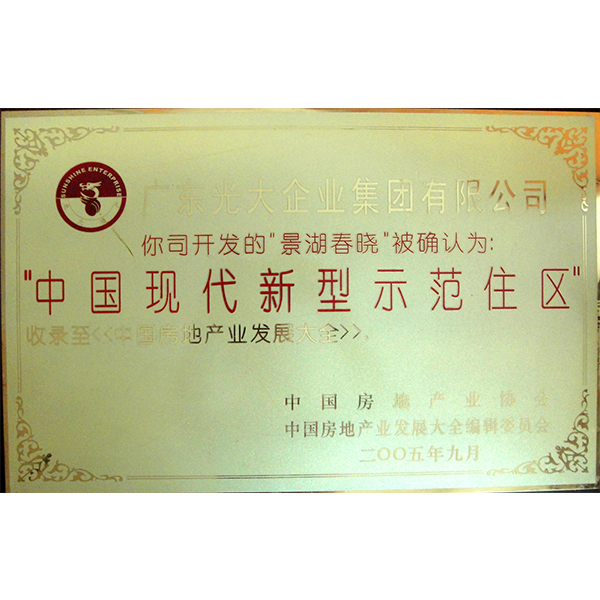 SUNSHINE ENTERPRISE
广东光大企业集团有限公司
你司开发的"景湖春晓"被确认为:
"中国现代新型示范住区"
收录至<<中国房地产业发展大全>>。
中国房地产业协会
中国房地产业发展大全编辑委员会
二〇〇五年九月